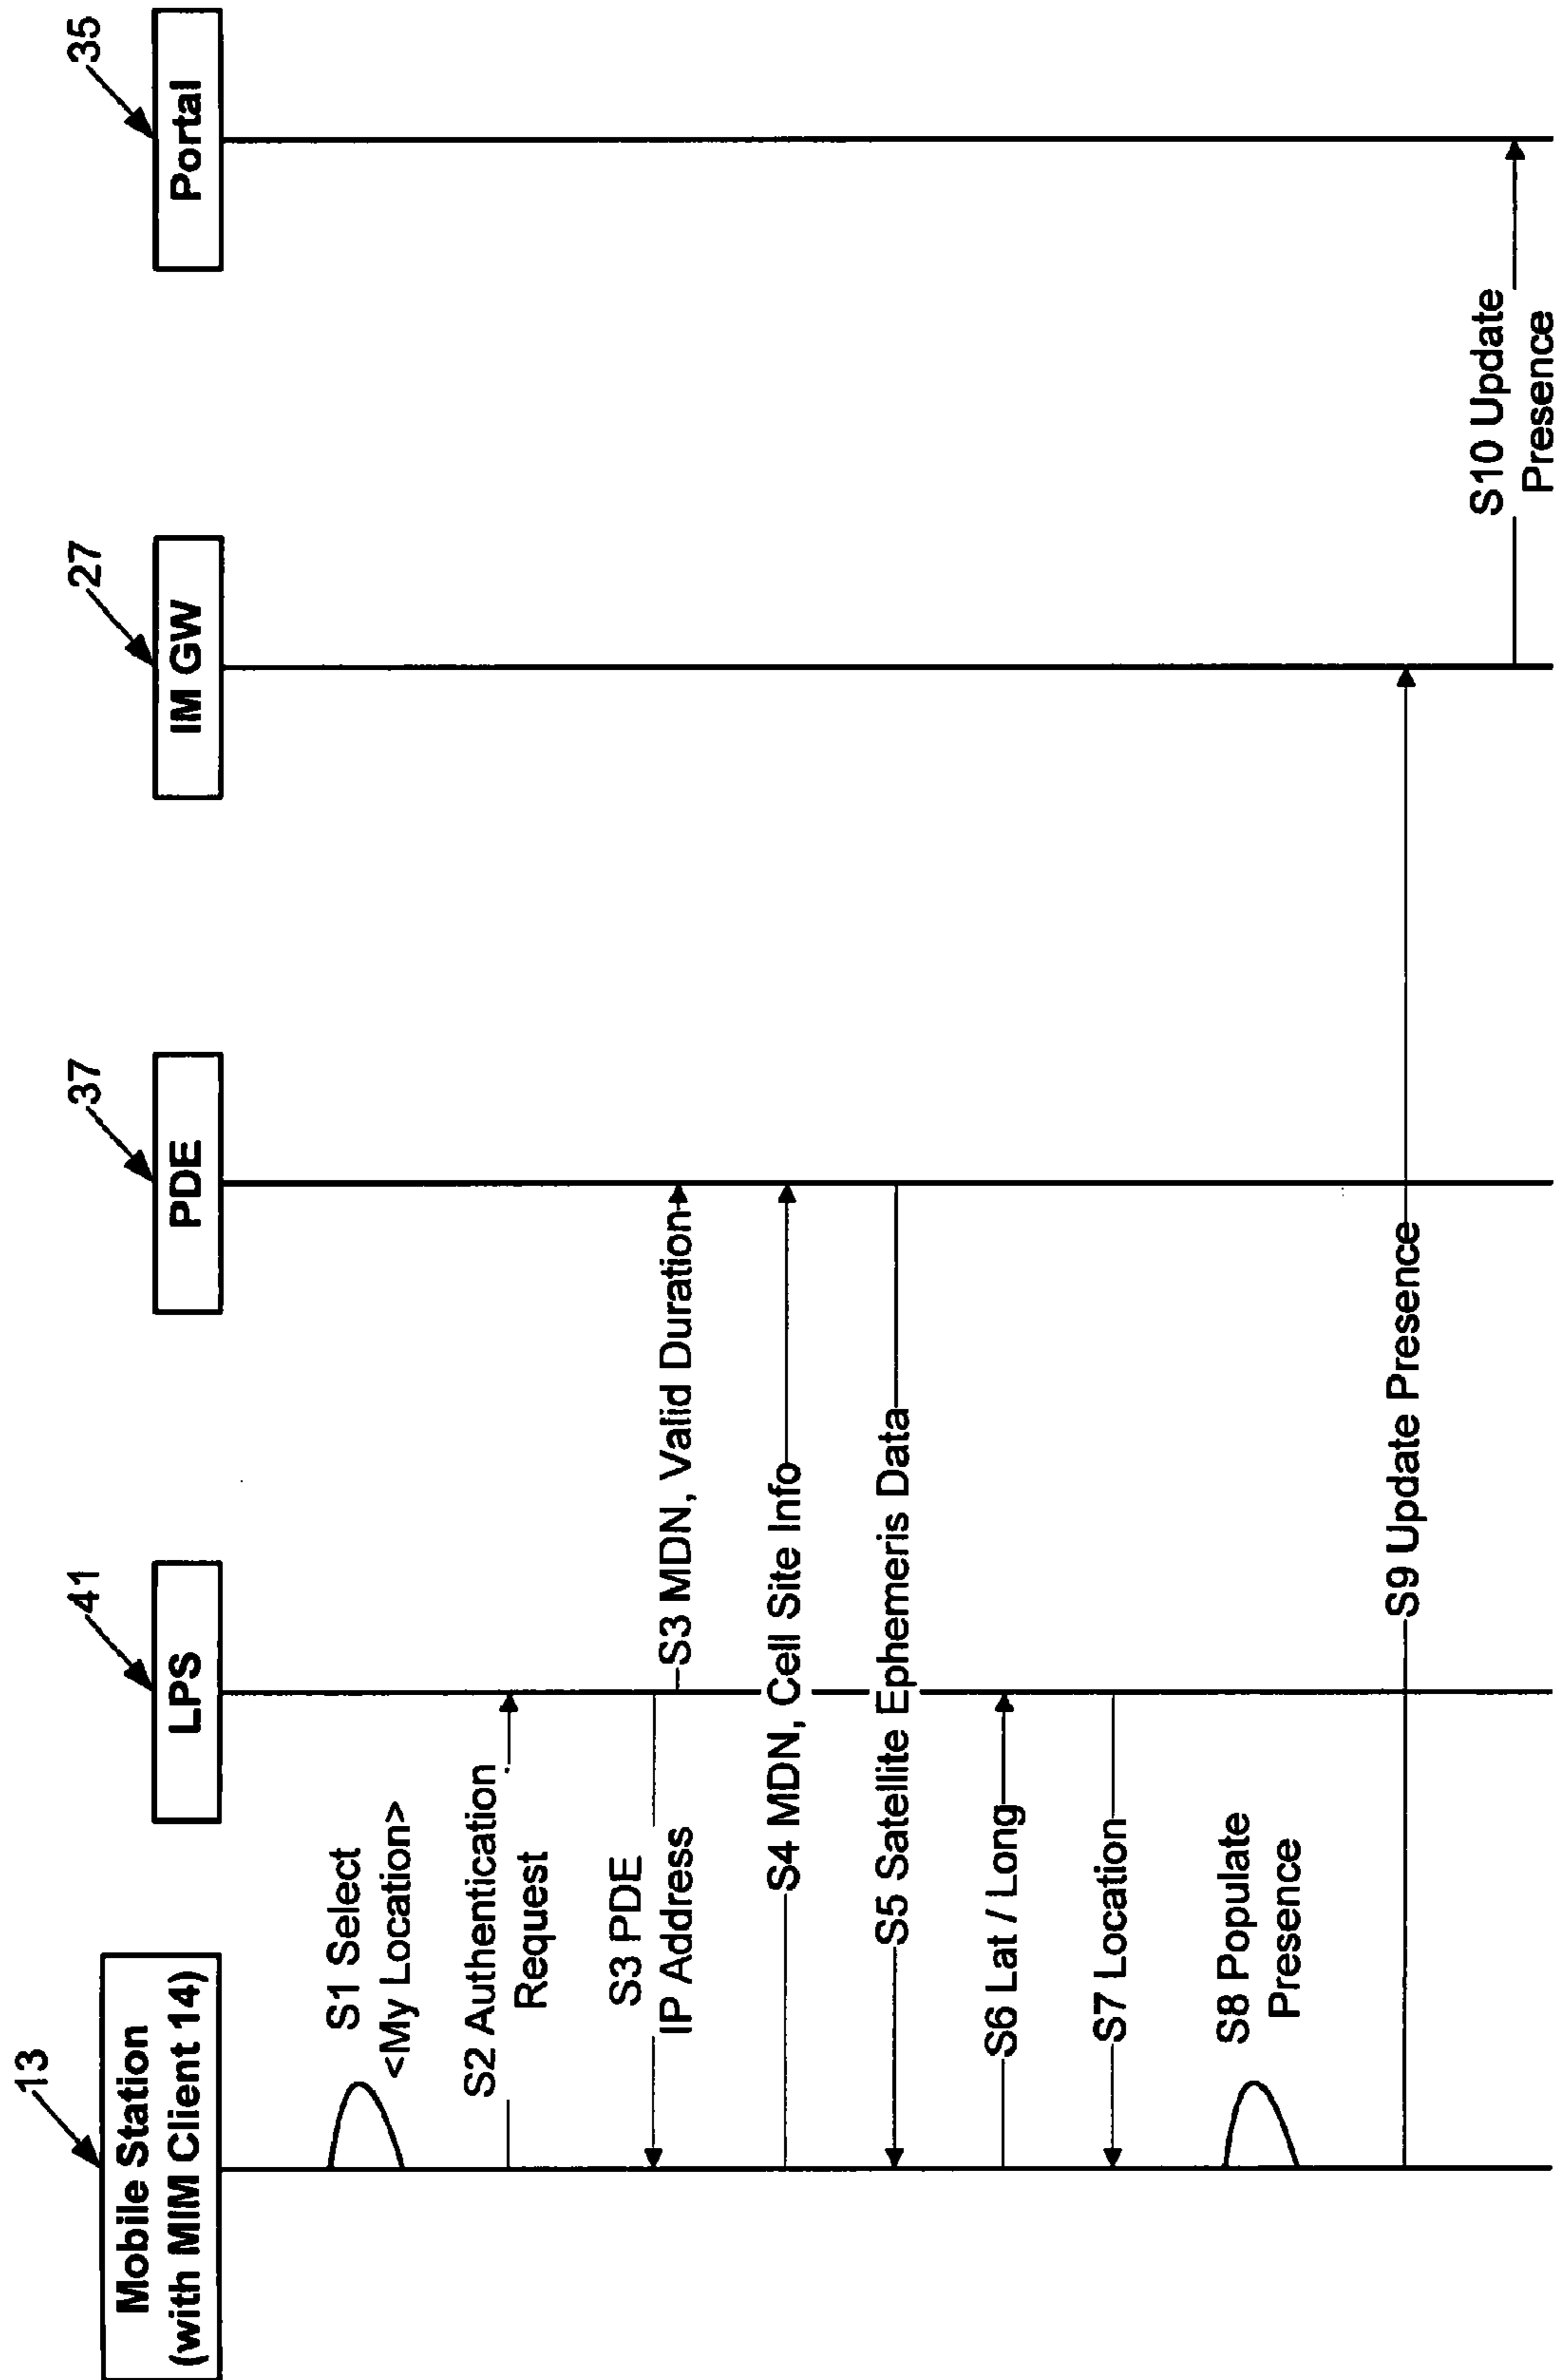 13
41
37
27
35
Mobile Station
(with MIM Client 14)
LPS
PDE
IM GW
Portal
S1 Select
<My Location>
S2 Authentication
Request
S3 PDE
IP Address
S3 MDN, Valid Duration
S4 MDN, Cell Site Info
S5 Satellite Ephemeris Data
S6 Lat / Long
S7 Location
S8 Populate
Presence
S9 Update Presence
S10 Update
Presence